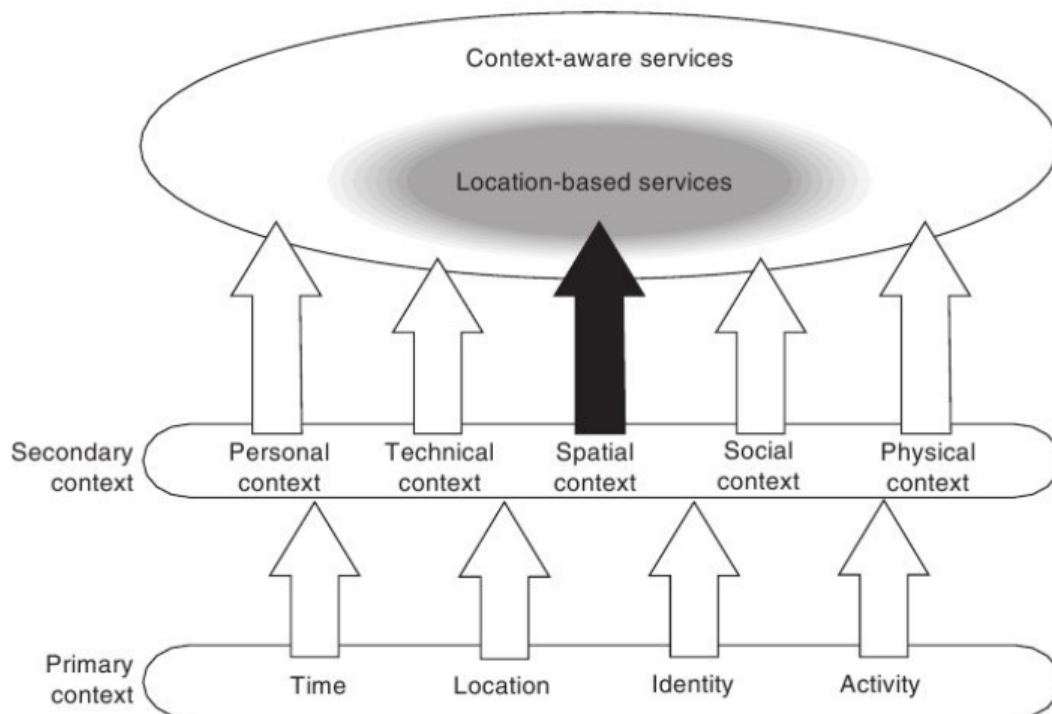 Context-aware services
Location-based services
Secondary
context
Personal
context
Technical
context
Spatial
context
Social
context
Physical
context
Primary
context
Time
Location
Identity
Activity